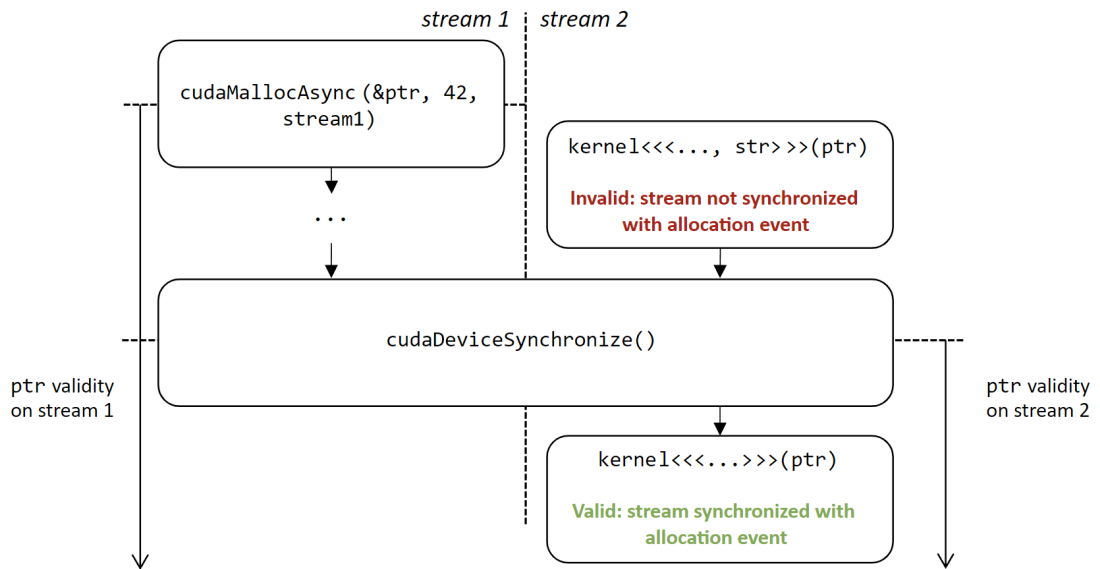 stream 1
stream 2
cudaMallocAsync (&ptr, 42,
stream1)
kernel<<<..., str> >>(ptr)
Invalid: stream not synchronized
with allocation event
...
cudaDeviceSynchronize()
ptr validity
on stream 1
ptr validity
on stream 2
kernel<<<...>>>(ptr)
Valid: stream synchronized with
allocation event